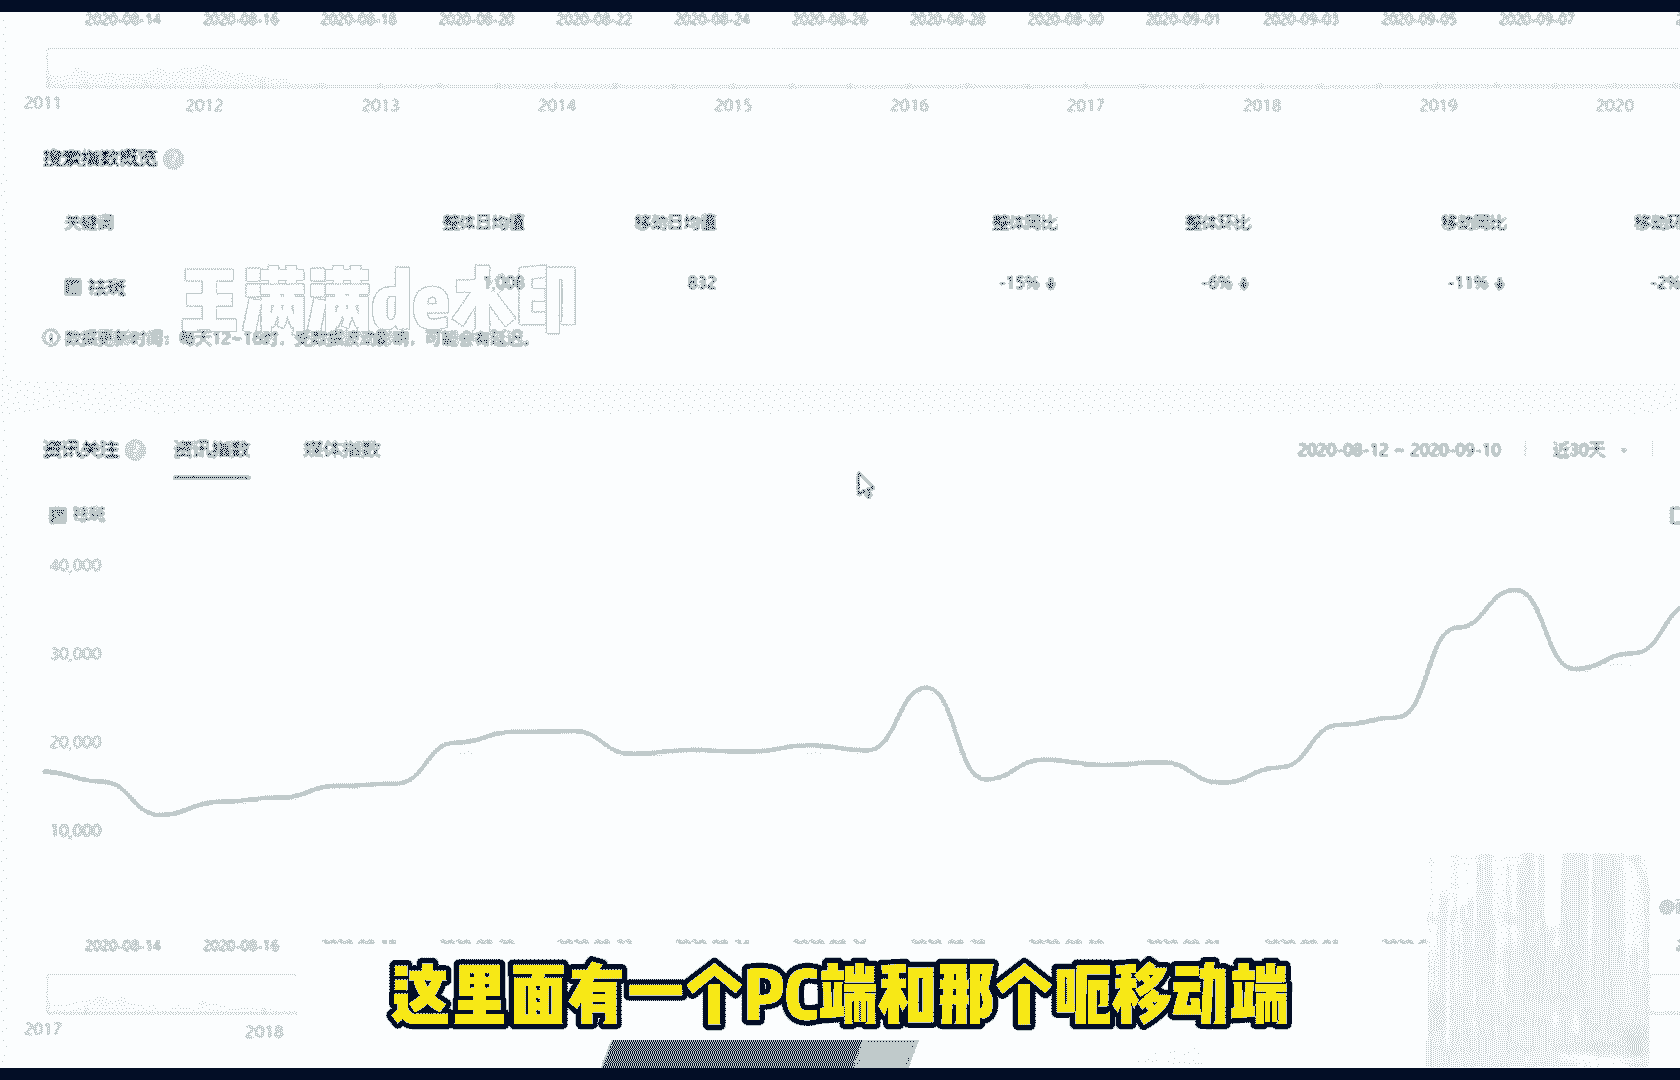 2020-08-14 2020-08-16 2020-08-18 2020-08-20 2020-08-22 2020-08-24 2020-08-26 2020-08-28 2020-08-30 2020-09-01 2020-09-03 2020-09-05 2020-09-07
2011 2012 2013 2014 2015 2016 2017 2018 2019 2020
搜索指数概览
关键词 整体日均值 移动日均值 整体同比 整体环比 移动同比 移动环
祛斑 1,008 832 -15% -6% -11% -2%
王满满de水印
数据更新时间：每天12~16时，受数据波动影响，可能会有延迟。
资讯关注 资讯指数 媒体指数 2020-08-12 ~ 2020-09-10 近30天
祛斑
40,000
30,000
20,000
10,000
2020-08-14 2020-08-16
这里面有一个PC端和那个呃移动端
2017 2018